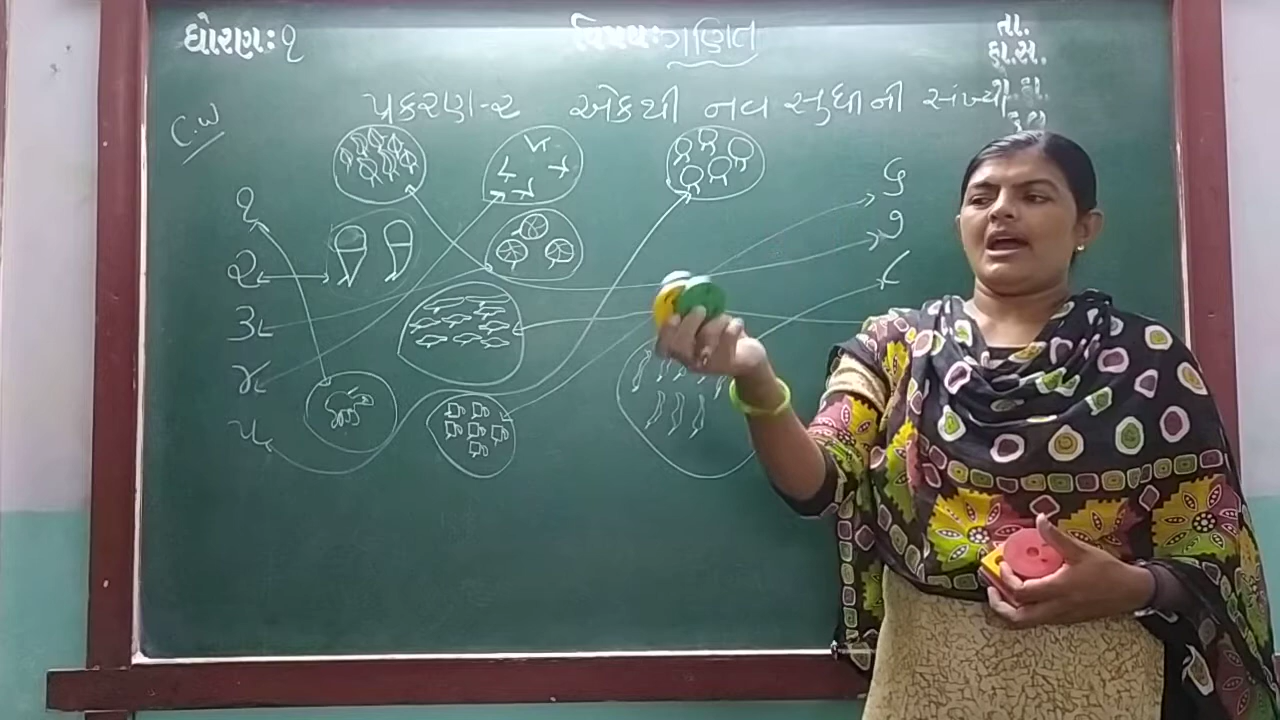 ધોરણઃ ૧
વિષયઃ ગણિત
તા.
હા.સ.
ગે.હા.
કુલ
C.W
પ્રકરણ-૨ એકથી નવ સુધીની સંખ્યા
૧
૨
૩
૪
૫
૬
૭
૮